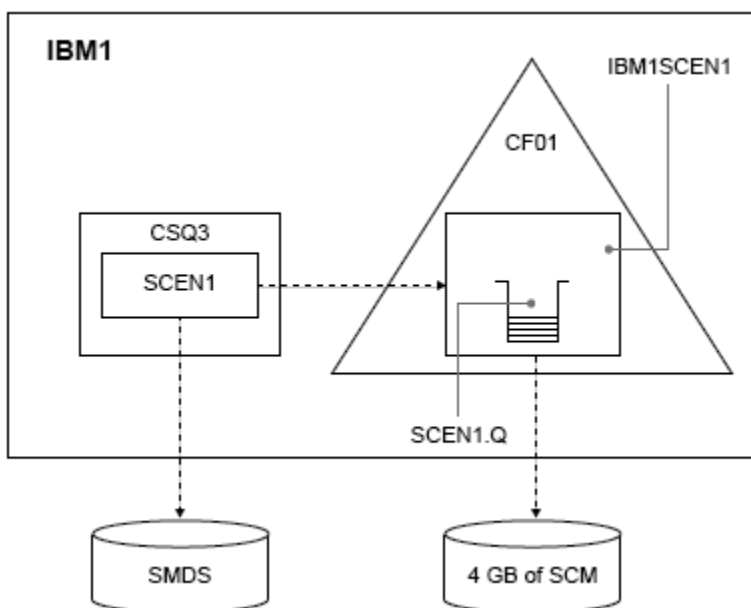 IBM1
IBM1SCEN1
CF01
CSQ3
SCEN1
SCEN1.Q
SMDS
4 GB of SCM